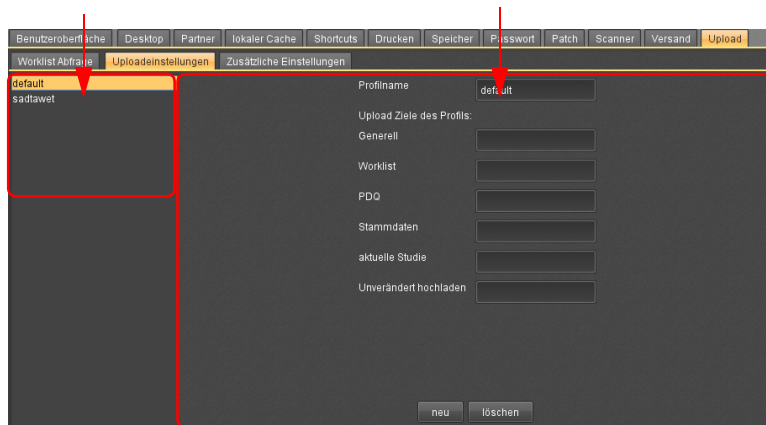 Benutzeroberfläche Desktop Partner lokaler Cache Shortcuts Drucken Speicher Passwort Patch Scanner Versand Upload
Worklist Abfrage Uploadeinstellungen Zusätzliche Einstellungen
default
sadtawet
Profilname default
Upload Ziele des Profils:
Generell
Worklist
PDQ
Stammdaten
aktuelle Studie
Unverändert hochladen
neu löschen